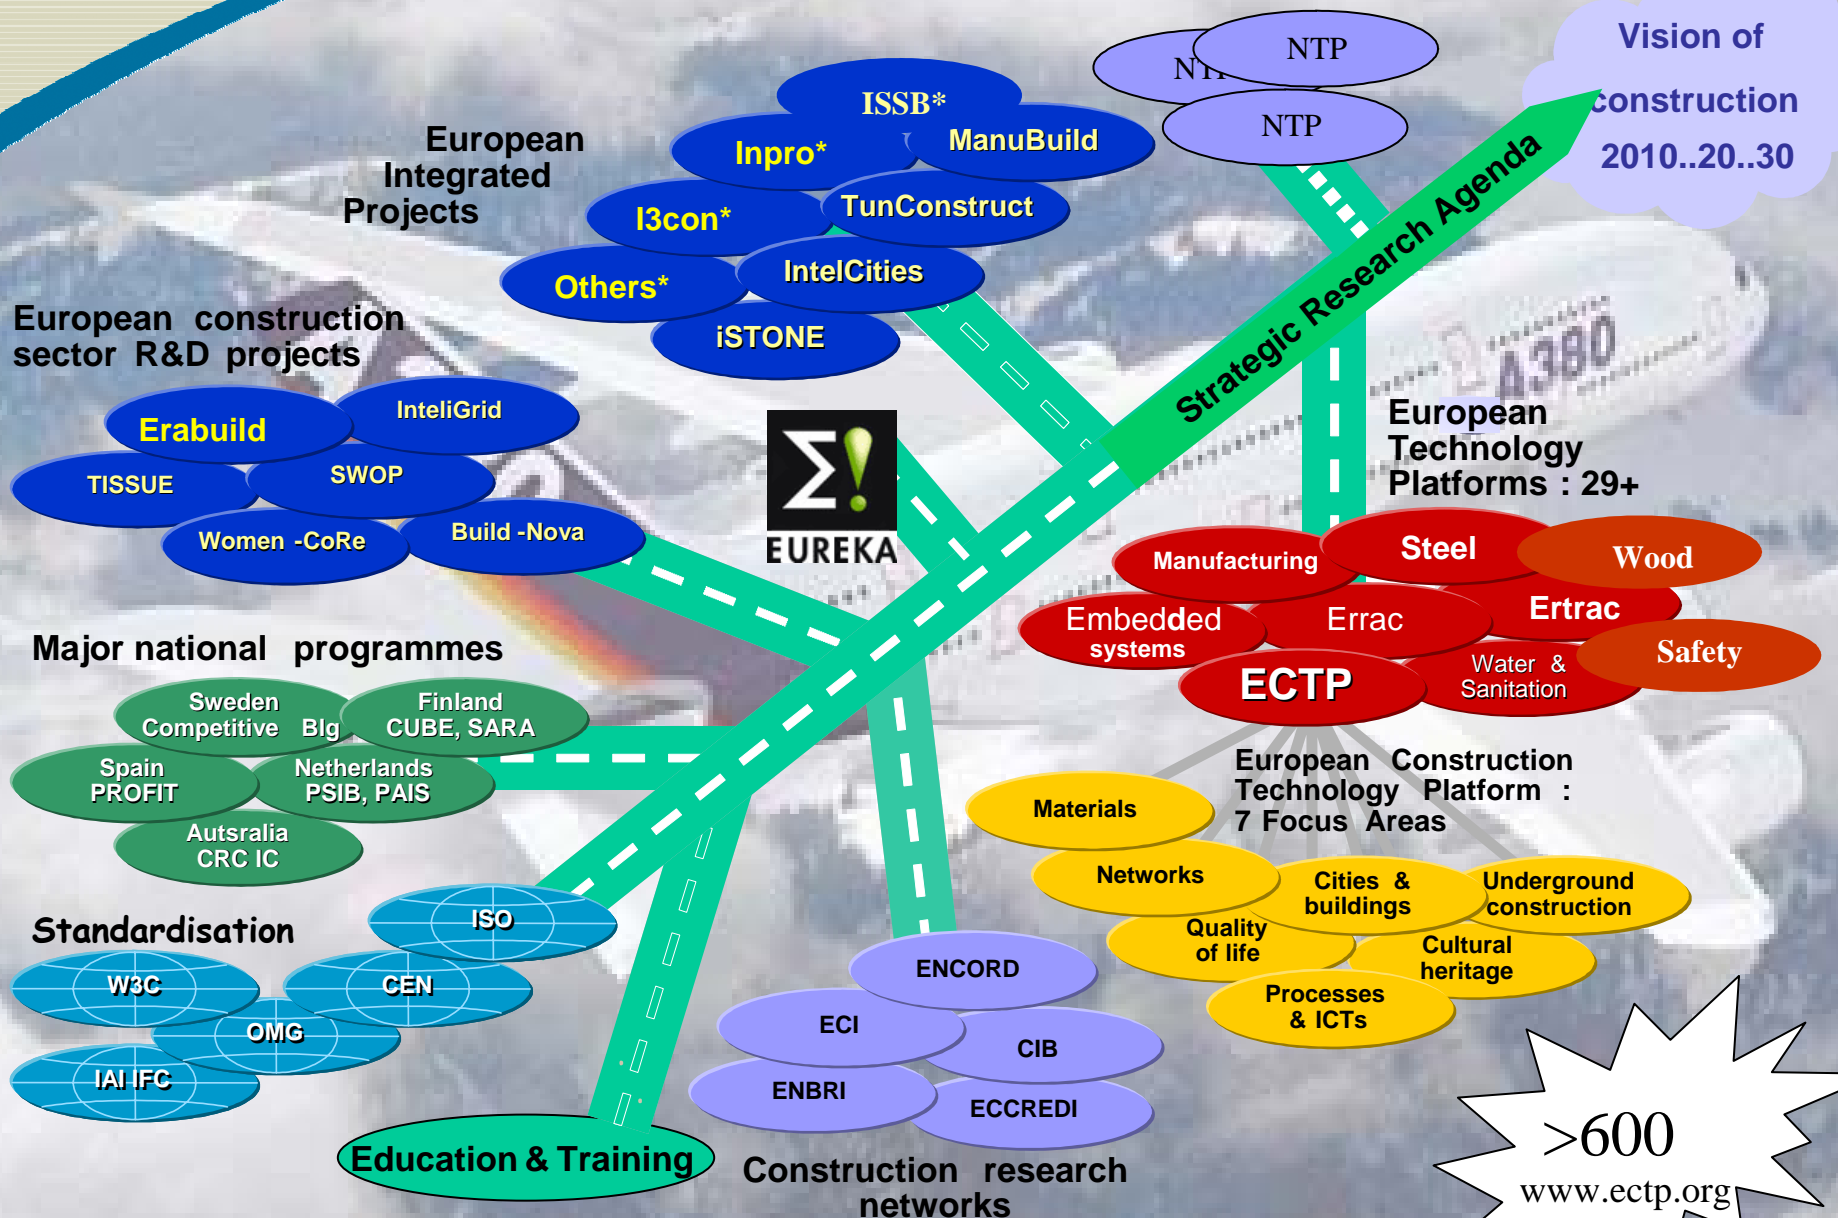 Vision of
construction
2010..20..30
NTP
NTP
ISSB*
European
Integrated
Projects
Inpro*
ManuBuild
I3con*
TunConstruct
Others*
IntelCities
iSTONE
Strategic Research Agenda
European construction
sector R&D projects
Erabuild
InteliGrid
TISSUE
SWOP
Women -CoRe
Build -Nova
EUREKA
A380
European
Technology
Platforms : 29+
Manufacturing
Steel
Wood
Embedded
systems
Errac
Ertrac
ECTP
Water &
Sanitation
Safety
Major national programmes
Sweden
Competitive Blg
Finland
CUBE, SARA
Spain
PROFIT
Netherlands
PSIB, PAIS
Autsralia
CRC IC
European Construction
Technology Platform :
7 Focus Areas
Materials
Networks
Cities &
buildings
Underground
construction
Quality
of life
Cultural
heritage
Processes
& ICTs
Standardisation
ISO
W3C
CEN
OMG
IAI IFC
ENCORD
ECI
CIB
ENBRI
ECCREDI
Education & Training
Construction research
networks
>600
www.ectp.org